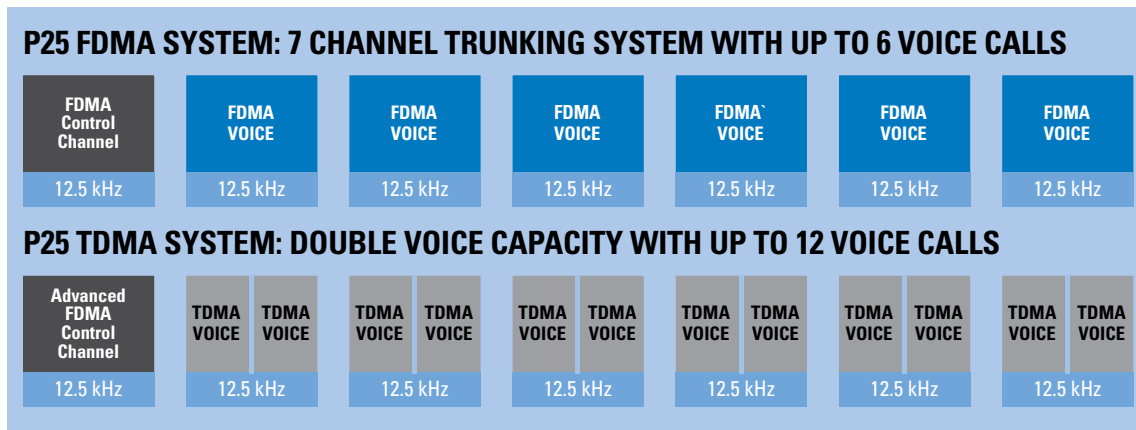 P25 FDMA SYSTEM: 7 CHANNEL TRUNKING SYSTEM WITH UP TO 6 VOICE CALLS
FDMA
Control
Channel
FDMA
VOICE
FDMA
VOICE
FDMA
VOICE
FDMA`
VOICE
FDMA
VOICE
FDMA
VOICE
12.5 kHz
12.5 kHz
12.5 kHz
12.5 kHz
12.5 kHz
12.5 kHz
12.5 kHz
P25 TDMA SYSTEM: DOUBLE VOICE CAPACITY WITH UP TO 12 VOICE CALLS
Advanced
FDMA
Control
Channel
TDMA
VOICE
TDMA
VOICE
TDMA
VOICE
TDMA
VOICE
TDMA
VOICE
TDMA
VOICE
TDMA
VOICE
TDMA
VOICE
TDMA
VOICE
TDMA
VOICE
TDMA
VOICE
TDMA
VOICE
12.5 kHz
12.5 kHz
12.5 kHz
12.5 kHz
12.5 kHz
12.5 kHz
12.5 kHz